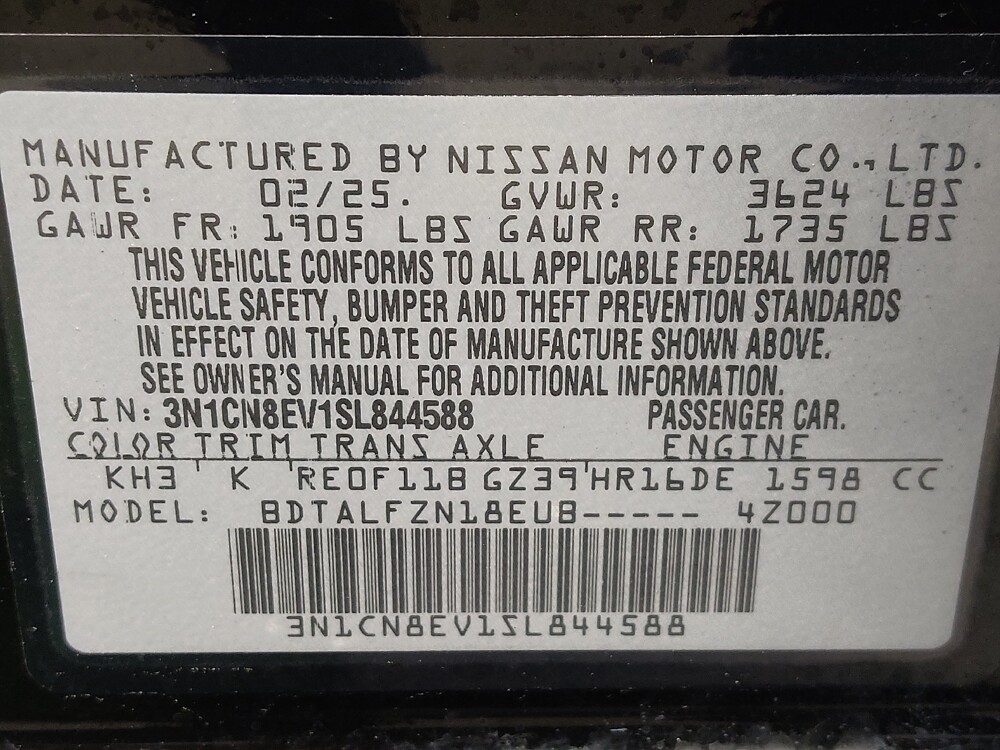 MANUFACTURED BY NISSAN MOTOR CO., LTD.
DATE: 02/25. GVWR: 3624 LBS
GAWR FR: 1905 LBS GAWR RR: 1735 LBS
THIS VEHICLE CONFORMS TO ALL APPLICABLE FEDERAL MOTOR
VEHICLE SAFETY, BUMPER AND THEFT PREVENTION STANDARDS
IN EFFECT ON THE DATE OF MANUFACTURE SHOWN ABOVE.
SEE OWNER'S MANUAL FOR ADDITIONAL INFORMATION.
VIN: 3N1CN8EV1SL844588 PASSENGER CAR.
COLOR TRIM TRANS AXLE ENGINE
KH3 K RE0F11B GZ39 HR16DE 1598 CC
MODEL: BDTALFZN18EUB----- 4Z000
3N1CN8EV1SL844588